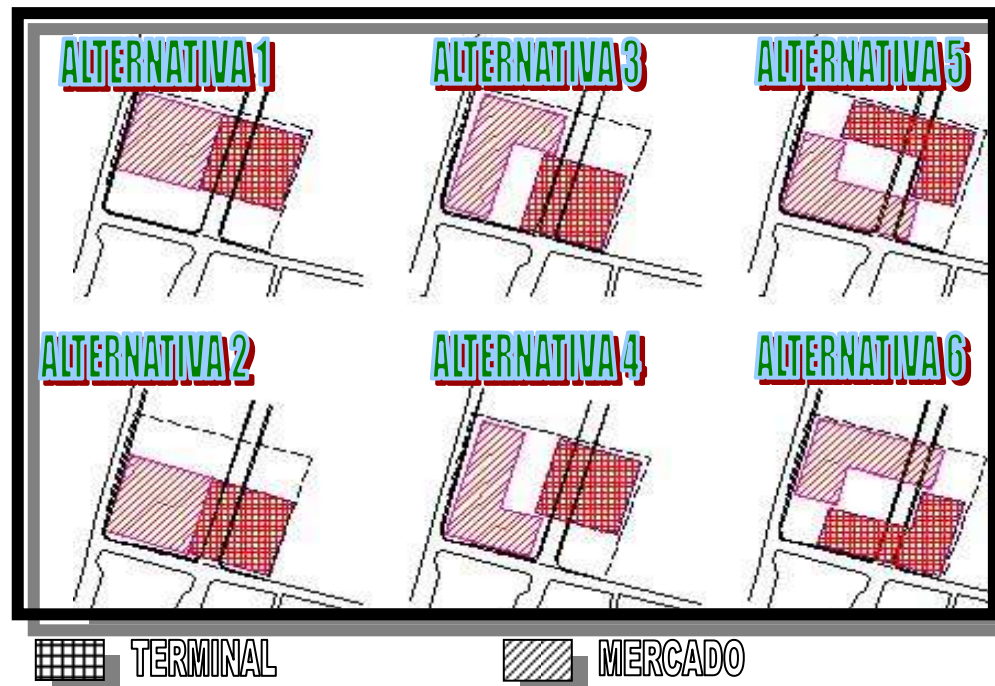 ALTERNATIVA 1
ALTERNATIVA 3
ALTERNATIVA 5
ALTERNATIVA 2
ALTERNATIVA 4
ALTERNATIVA 6
TERMINAL
MERCADO